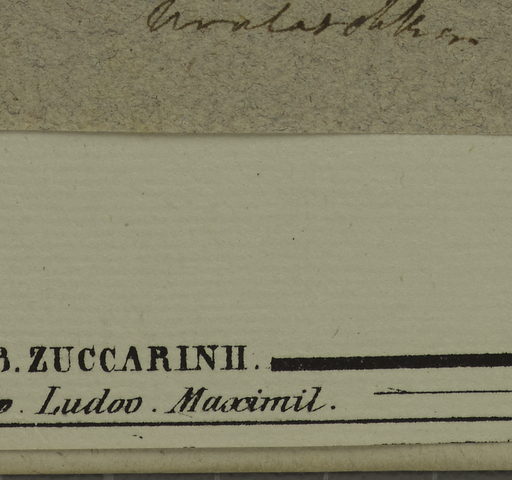 B. ZUCCARINII.
o. Ludov. Maximil.